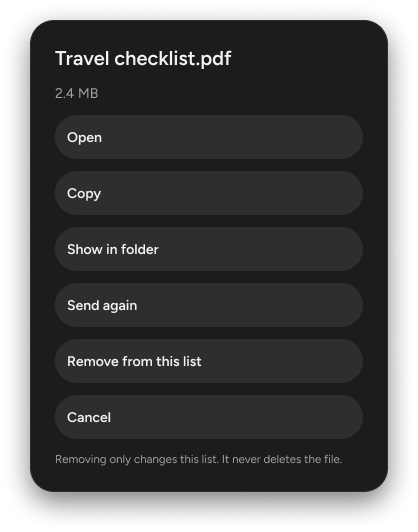 Travel checklist.pdf
2.4 MB
Open
Copy
Show in folder
Send again
Remove from this list
Cancel
Removing only changes this list. It never deletes the file.